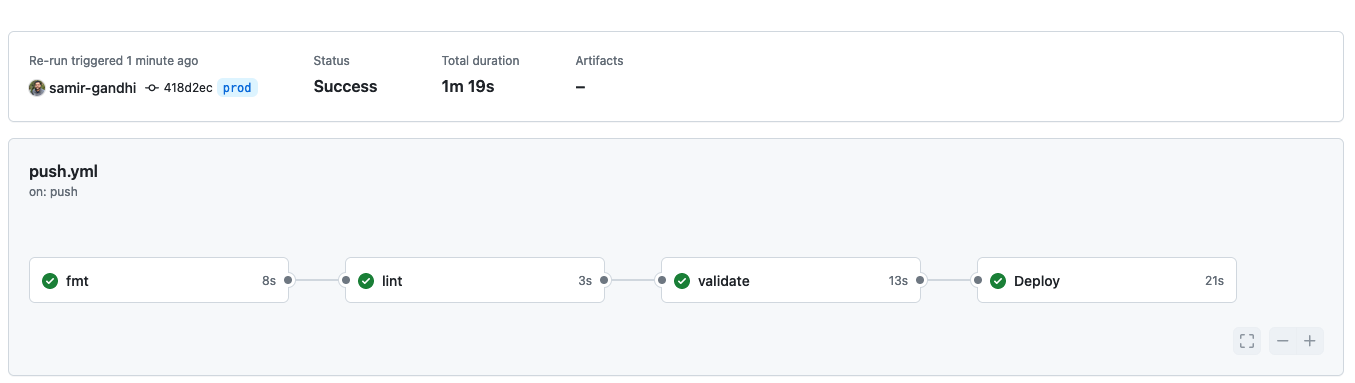 Re-run triggered 1 minute ago
samir-gandhi 418d2ec prod
Status
Success
Total duration
1m 19s
Artifacts
–
push.yml
on: push
fmt 8s
lint 3s
validate 13s
Deploy 21s